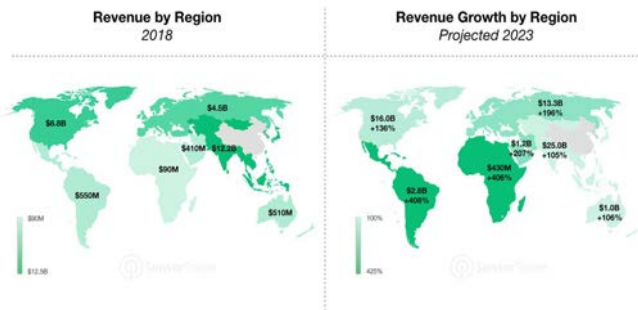 Revenue by Region
2018
$6.8B
$4.5B
$410M
$12.2B
$90M
$550M
$510M
$90M
$12.5B
SensorTower
Revenue Growth by Region
Projected 2023
$16.0B
+136%
$13.3B
+196%
$1.2B
+207%
$25.0B
+105%
$430M
+406%
$2.8B
+408%
$1.0B
+106%
100%
425%
SensorTower